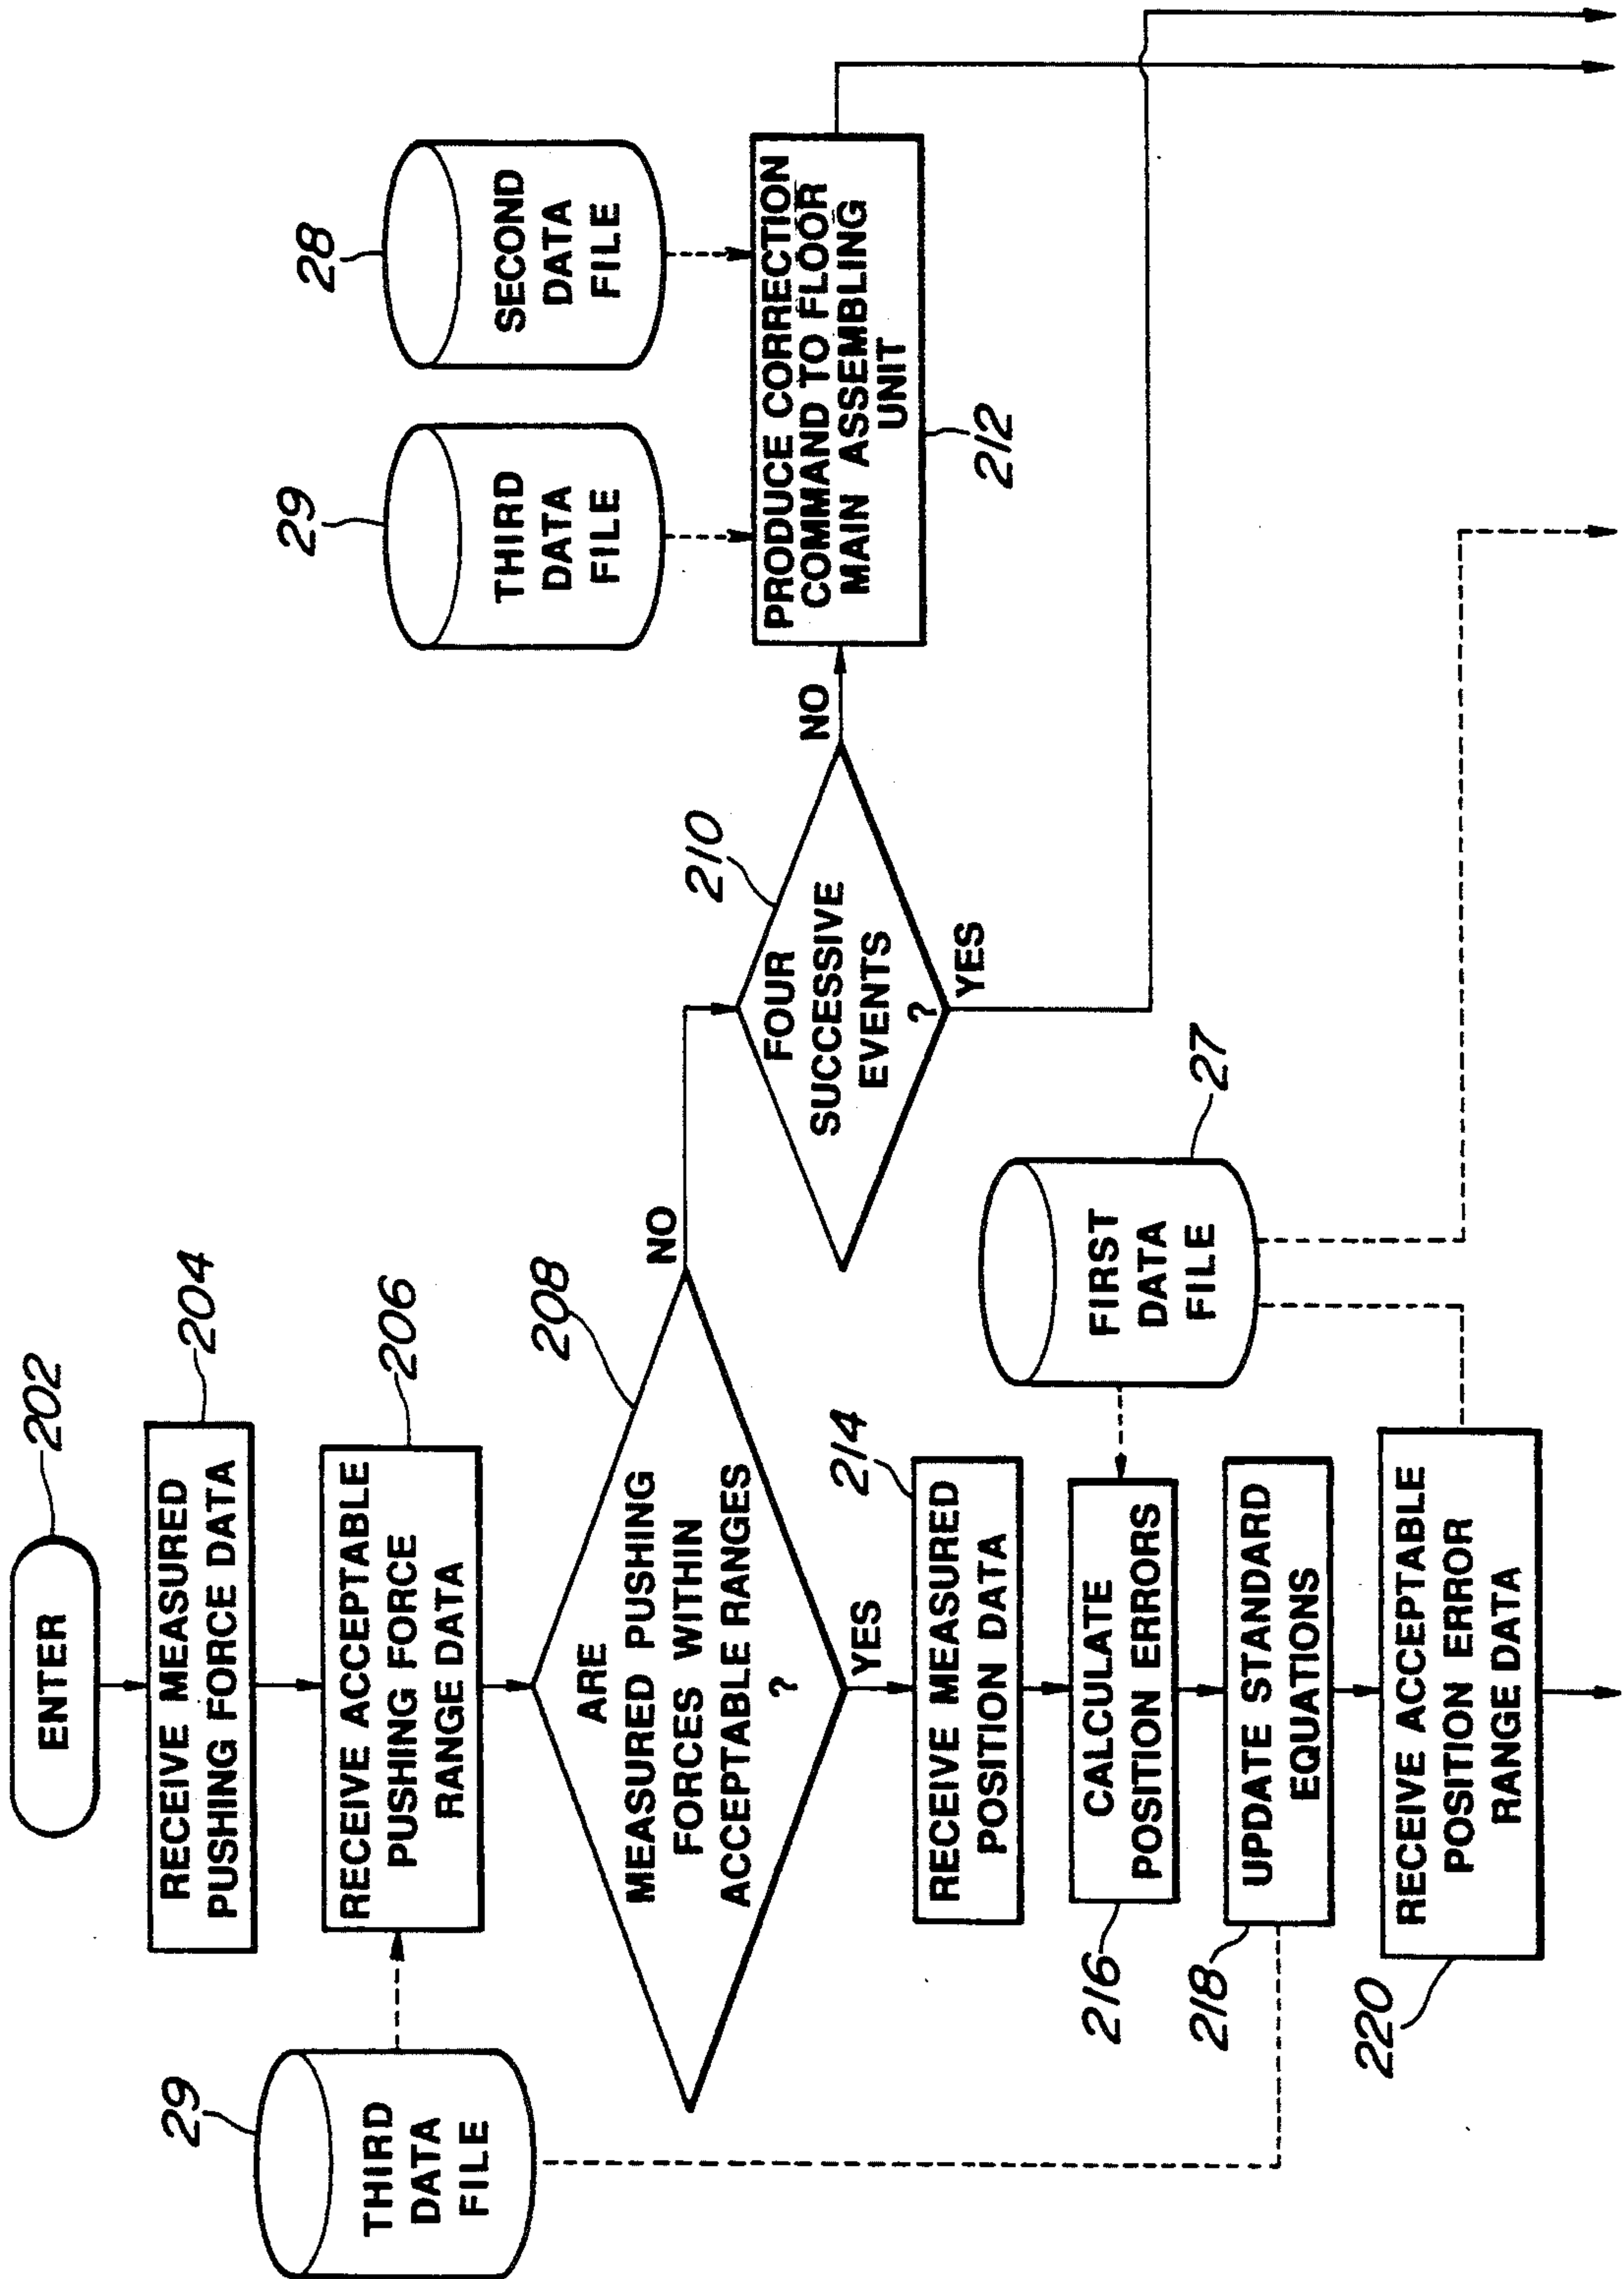 202
ENTER
204
RECEIVE MEASURED
PUSHING FORCE DATA
29
THIRD
DATA
FILE
206
RECEIVE ACCEPTABLE
PUSHING FORCE
RANGE DATA
208
ARE
MEASURED PUSHING
FORCES WITHIN
ACCEPTABLE RANGES
?
NO
YES
210
FOUR
SUCCESSIVE
EVENTS
?
NO
YES
29
THIRD
DATA
FILE
28
SECOND
DATA
FILE
PRODUCE CORRECTION
COMMAND TO FLOOR
MAIN ASSEMBLING
UNIT
212
214
RECEIVE MEASURED
POSITION DATA
27
FIRST
DATA
FILE
CALCULATE
POSITION ERRORS
216
UPDATE STANDARD
EQUATIONS
218
RECEIVE ACCEPTABLE
POSITION ERROR
RANGE DATA
220